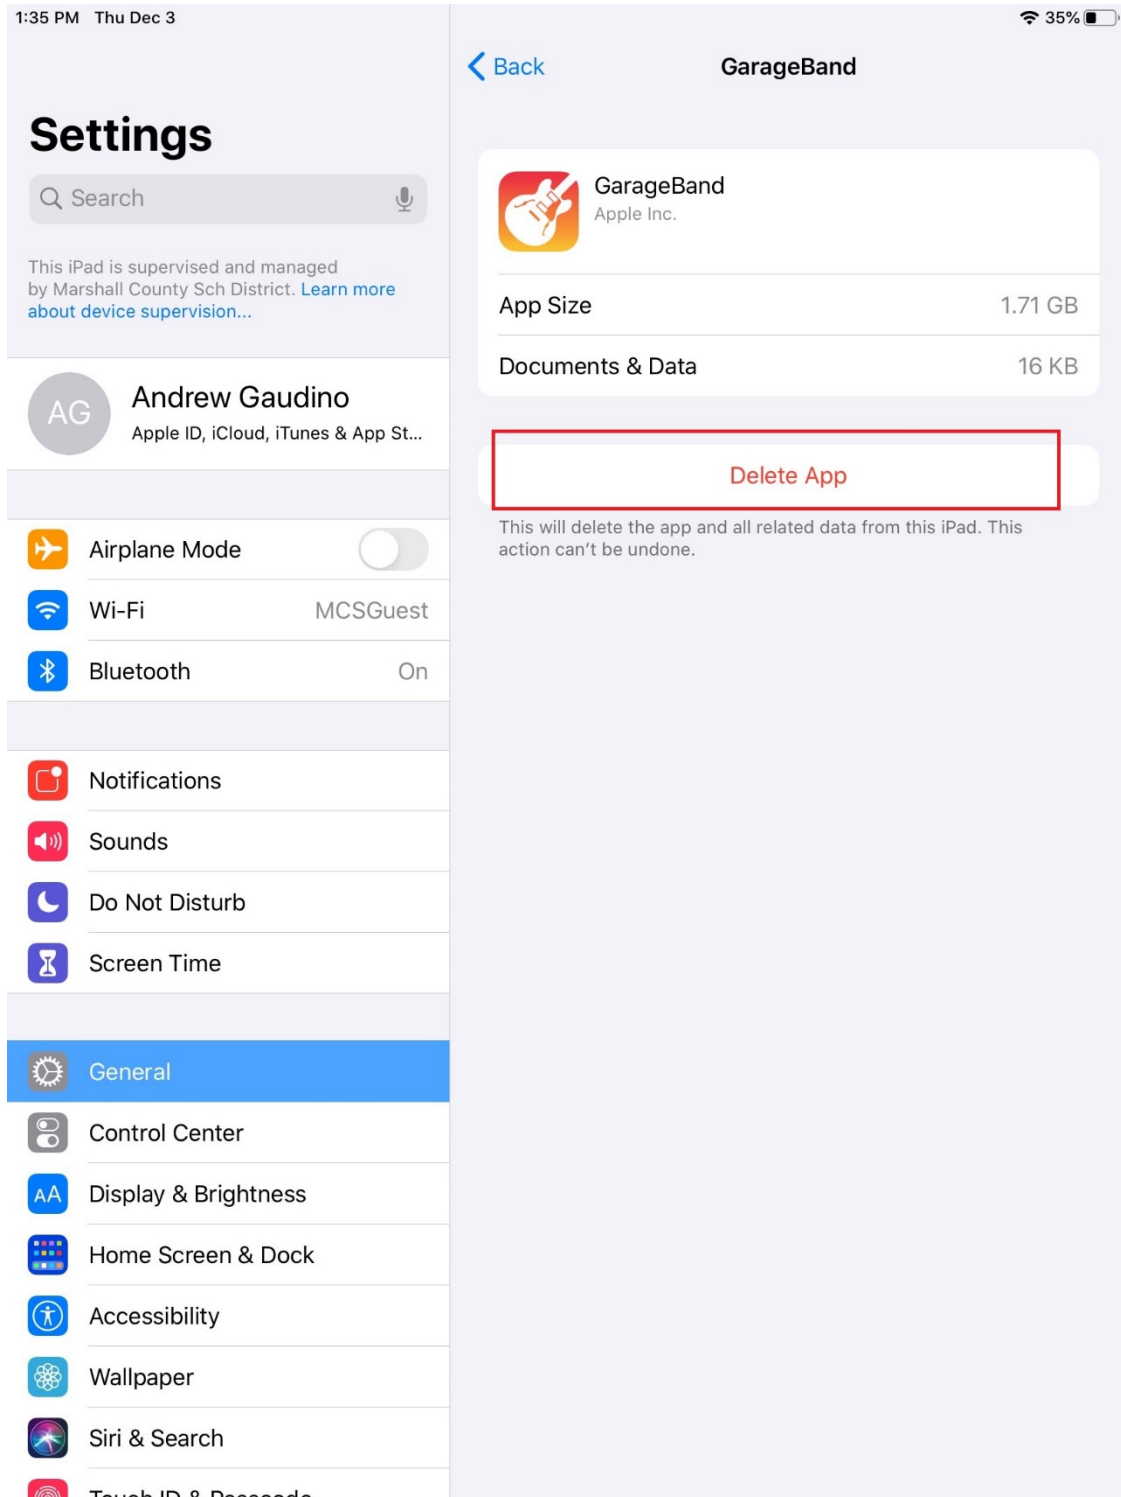 1:35 PM Thu Dec 3
35%
Settings
Search
This iPad is supervised and managed
by Marshall County Sch District. Learn more
about device supervision...
AG
Andrew Gaudino
Apple ID, iCloud, iTunes & App St...
Airplane Mode
Wi-Fi MCSGuest
Bluetooth On
Notifications
Sounds
Do Not Disturb
Screen Time
General
Control Center
AA Display & Brightness
Home Screen & Dock
Accessibility
Wallpaper
Siri & Search
Touch ID & Passcode
Back GarageBand
GarageBand
Apple Inc.
App Size 1.71 GB
Documents & Data 16 KB
Delete App
This will delete the app and all related data from this iPad. This
action can't be undone.